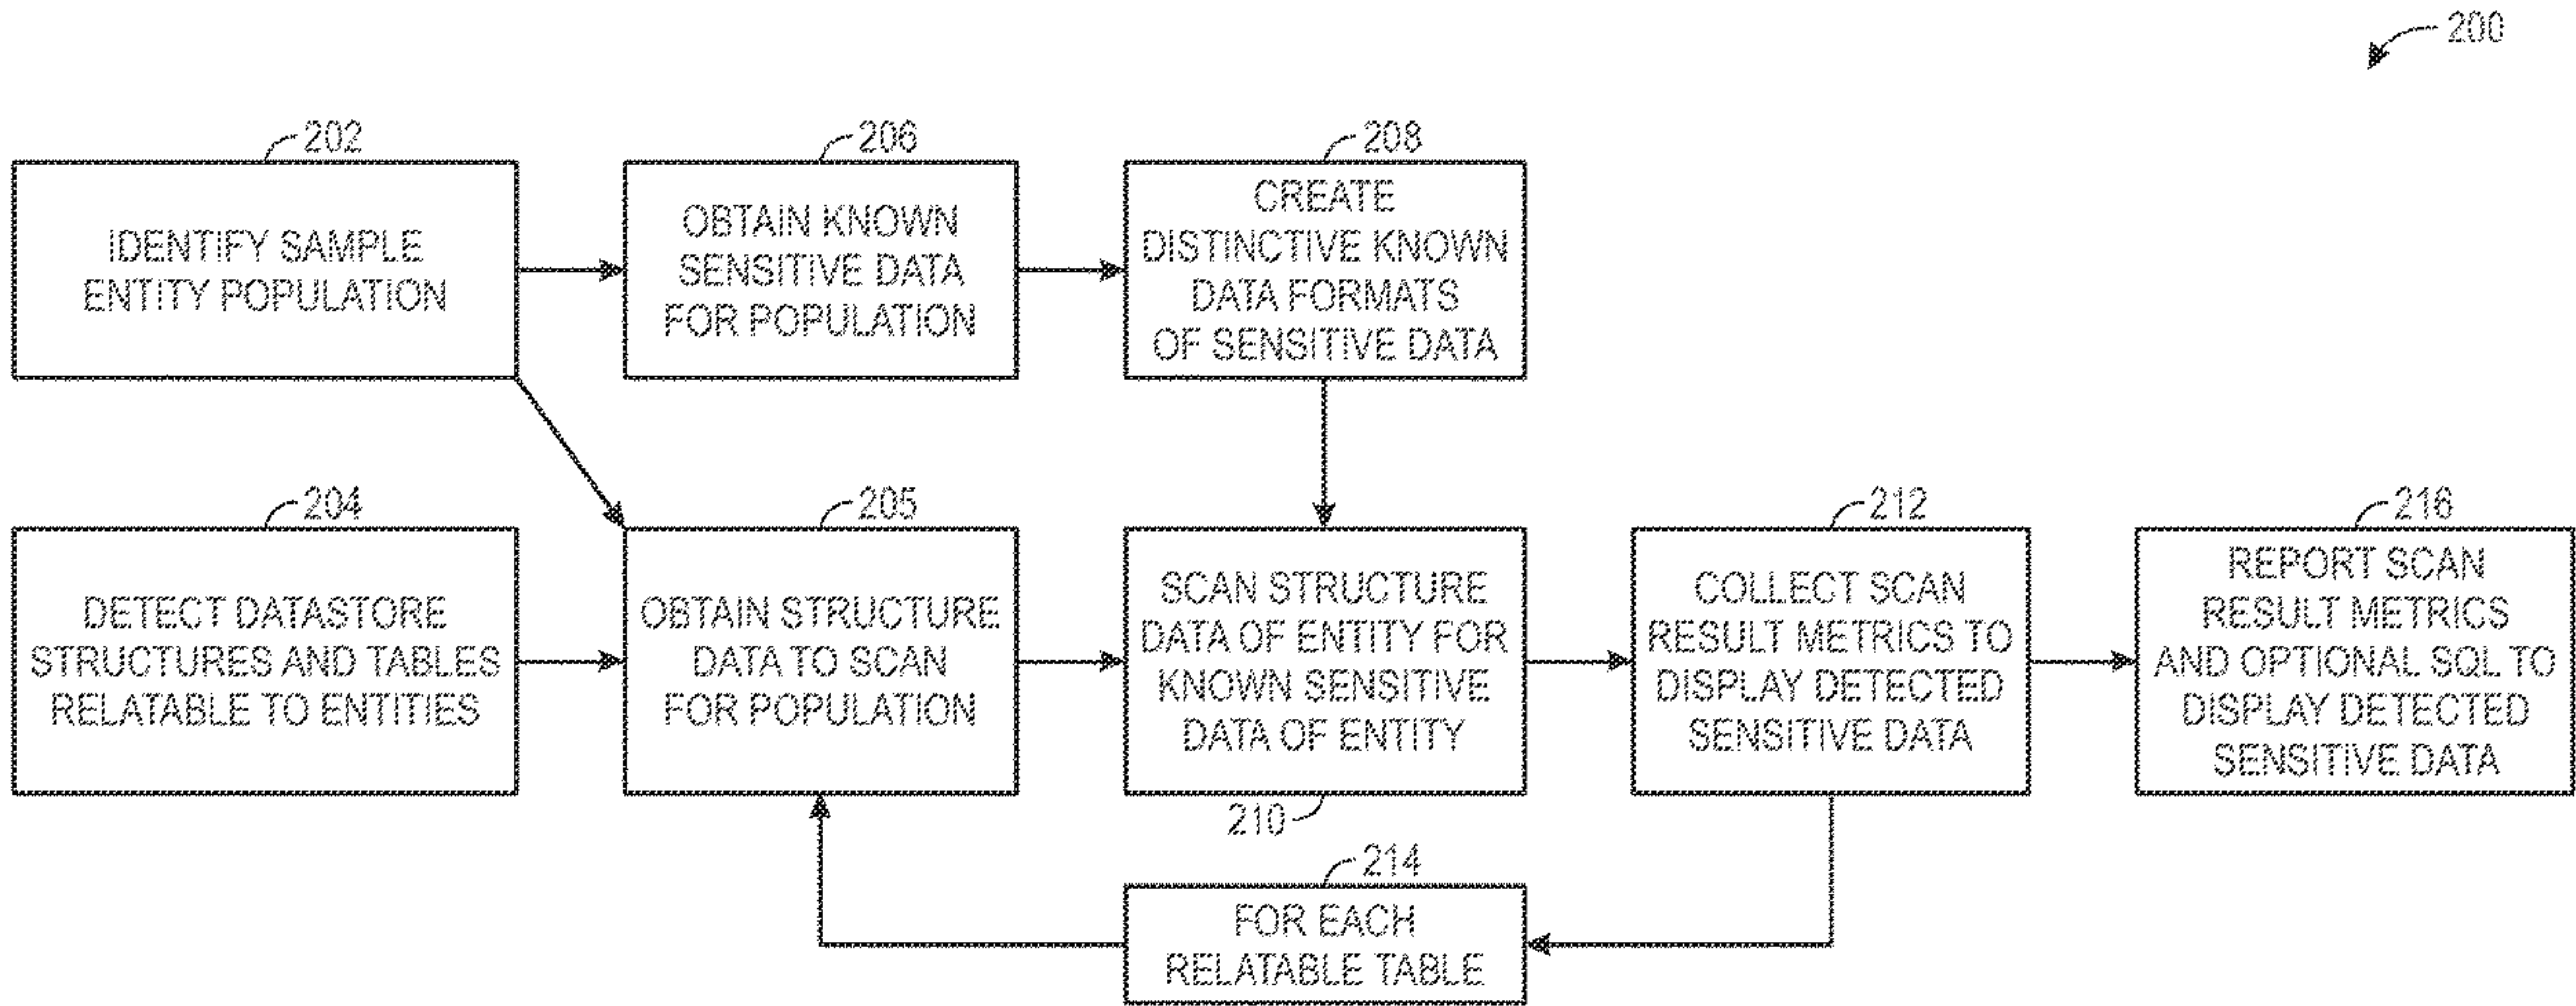 200
202
IDENTIFY SAMPLE
ENTITY POPULATION
206
OBTAIN KNOWN
SENSITIVE DATA
FOR POPULATION
208
CREATE
DISTINCTIVE KNOWN
DATA FORMATS
OF SENSITIVE DATA
204
DETECT DATASTORE
STRUCTURES AND TABLES
RELATABLE TO ENTITIES
205
OBTAIN STRUCTURE
DATA TO SCAN
FOR POPULATION
SCAN STRUCTURE
DATA OF ENTITY FOR
KNOWN SENSITIVE
DATA OF ENTITY
210
212
COLLECT SCAN
RESULT METRICS TO
DISPLAY DETECTED
SENSITIVE DATA
216
REPORT SCAN
RESULT METRICS
AND OPTIONAL SQL TO
DISPLAY DETECTED
SENSITIVE DATA
214
FOR EACH
RELATABLE TABLE